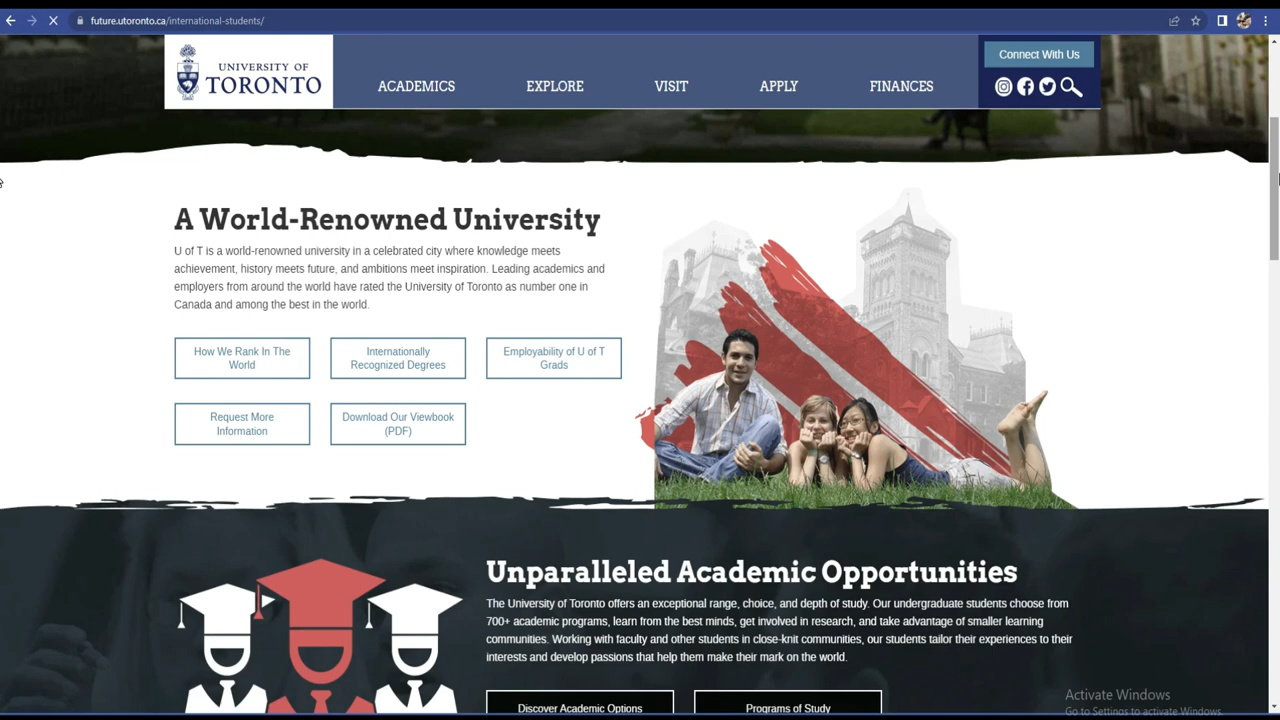 future.utoronto.ca/international-students/
UNIVERSITY OF
TORONTO
ACADEMICS
EXPLORE
VISIT
APPLY
FINANCES
Connect With Us
A World-Renowned University
U of T is a world-renowned university in a celebrated city where knowledge meets
achievement, history meets future, and ambitions meet inspiration. Leading academics and
employers from around the world have rated the University of Toronto as number one in
Canada and among the best in the world.
How We Rank In The
World
Internationally
Recognized Degrees
Employability of U of T
Grads
Request More
Information
Download Our Viewbook
(PDF)
Unparalleled Academic Opportunities
The University of Toronto offers an exceptional range, choice, and depth of study. Our undergraduate students choose from
700+ academic programs, learn from the best minds, get involved in research, and take advantage of smaller learning
communities. Working with faculty and other students in close-knit communities, our students tailor their experiences to their
interests and develop passions that help them make their mark on the world.
Discover Academic Options
Programs of Study
Activate Windows
Go to Settings to activate Windows.